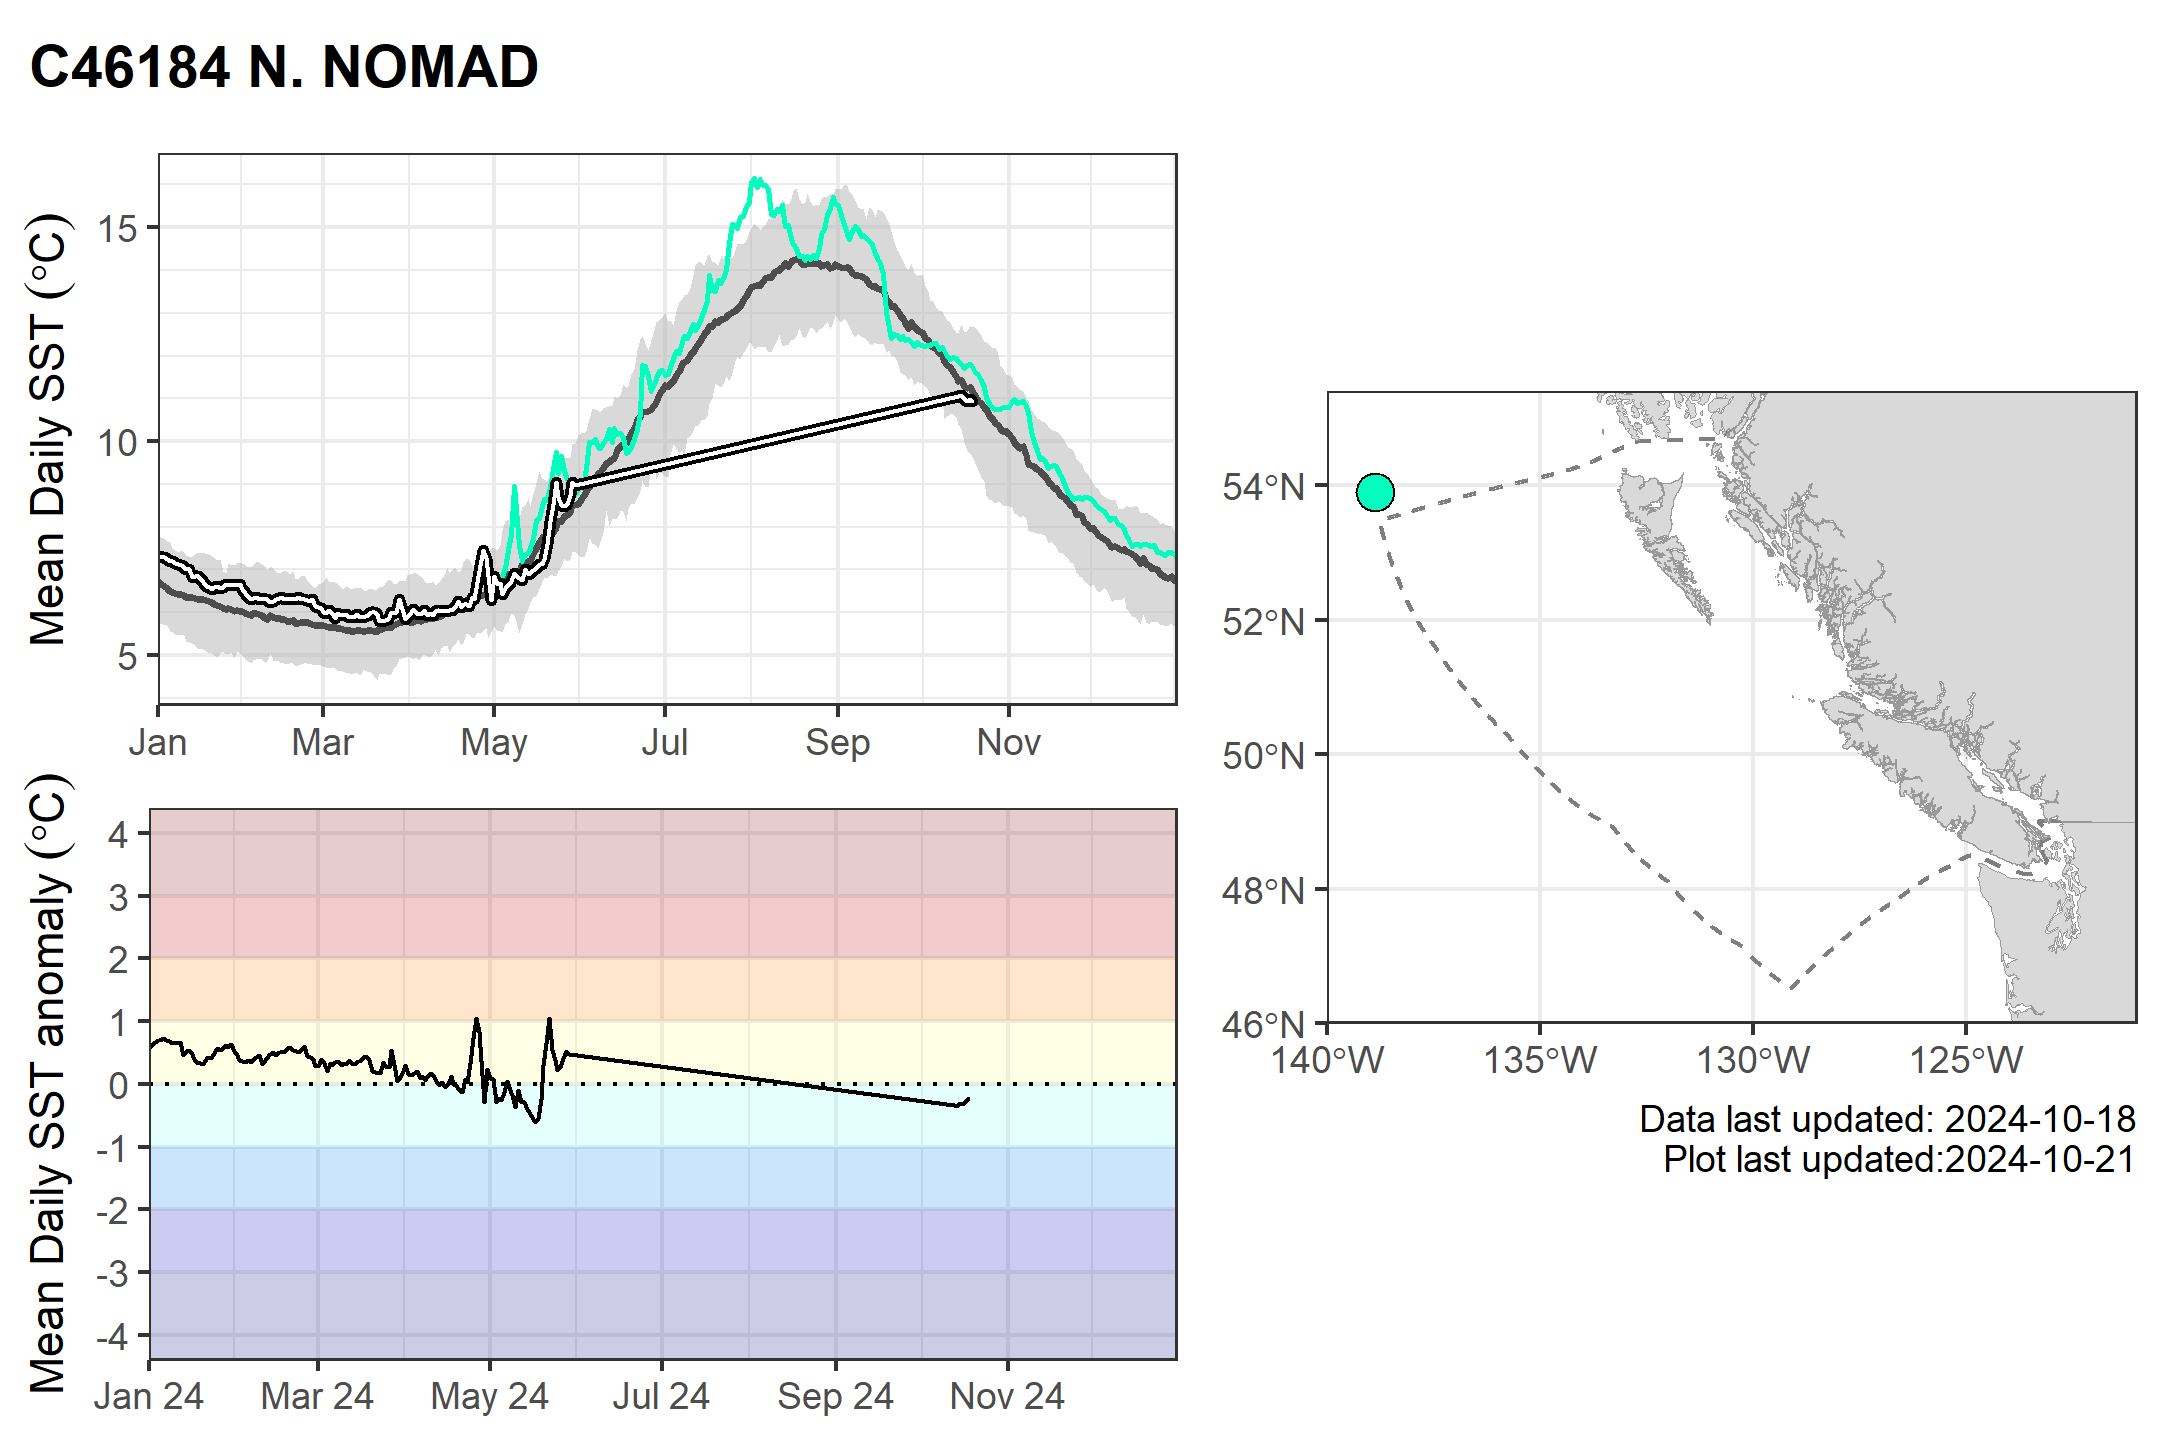 C46184 N. NOMAD
Mean Daily SST (°C)
15
10
5
Jan Mar May Jul Sep Nov
Mean Daily SST anomaly (°C)
4
3
2
1
0
-1
-2
-3
-4
Jan 24 Mar 24 May 24 Jul 24 Sep 24 Nov 24
54°N
52°N
50°N
48°N
46°N
140°W 135°W 130°W 125°W
Data last updated: 2024-10-18
Plot last updated:2024-10-21